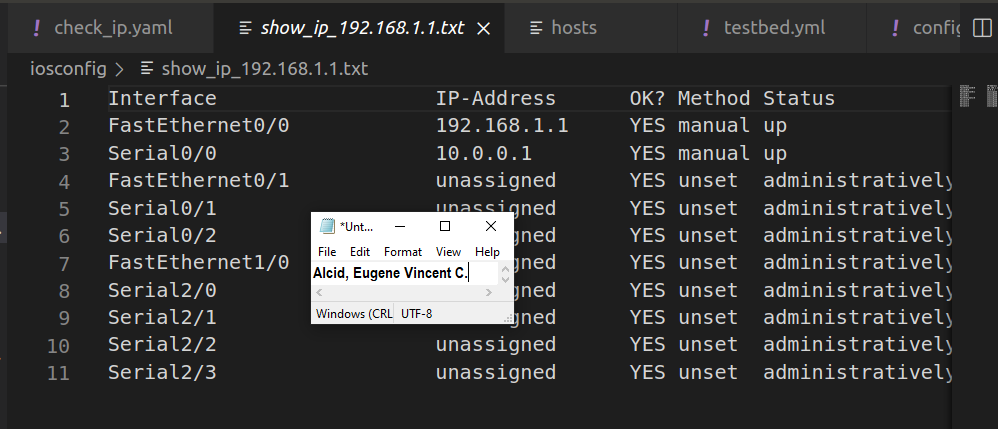 check_ip.yaml show_ip_192.168.1.1.txt hosts testbed.yml config
iosconfig > show_ip_192.168.1.1.txt
1 Interface IP-Address OK? Method Status
2 FastEthernet0/0 192.168.1.1 YES manual up
3 Serial0/0 10.0.0.1 YES manual up
4 FastEthernet0/1 unassigned YES unset administratively
5 Serial0/1 unassigned YES unset administratively
6 Serial0/2 YES unset administratively
7 FastEthernet1/0 YES unset administratively
8 Serial2/0 YES unset administratively
9 Serial2/1 YES unset administratively
10 Serial2/2 unassigned YES unset administratively
11 Serial2/3 unassigned YES unset administratively
*Unt...
File Edit Format View Help
Alcid, Eugene Vincent C.
Windows (CRL UTF-8